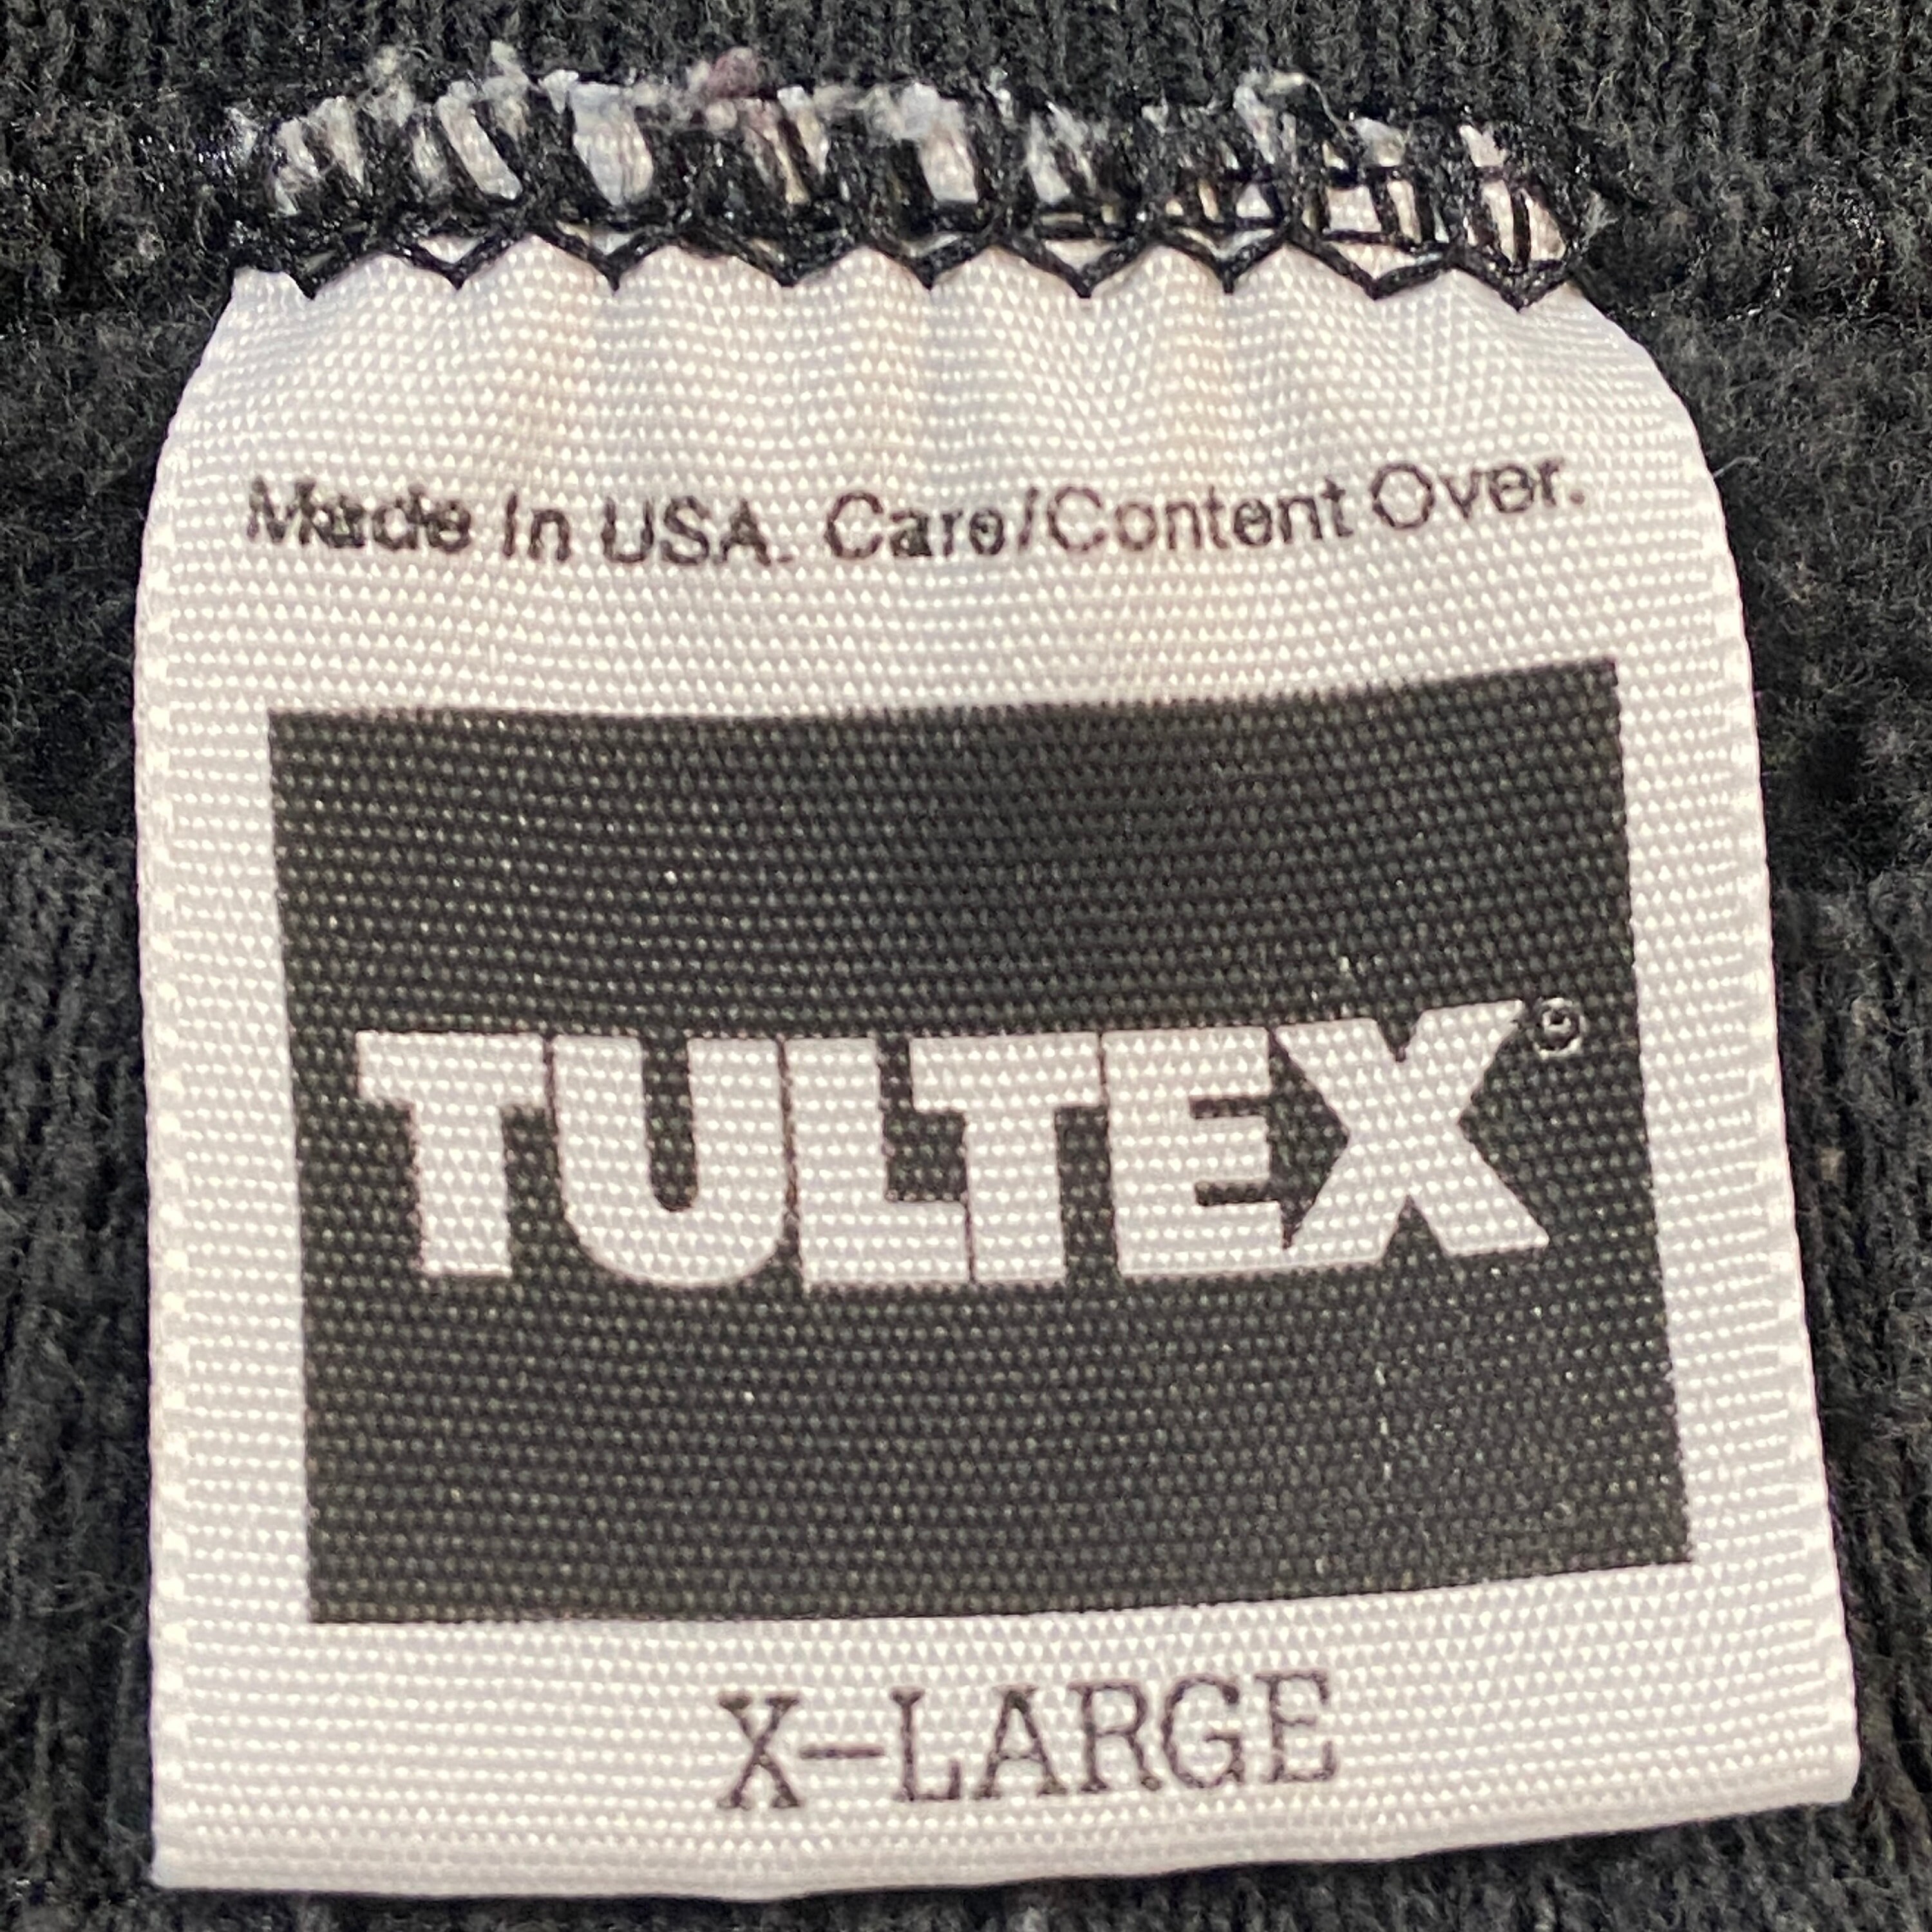 Made In USA. Care/Content Over.
TULTEX®
X-LARGE